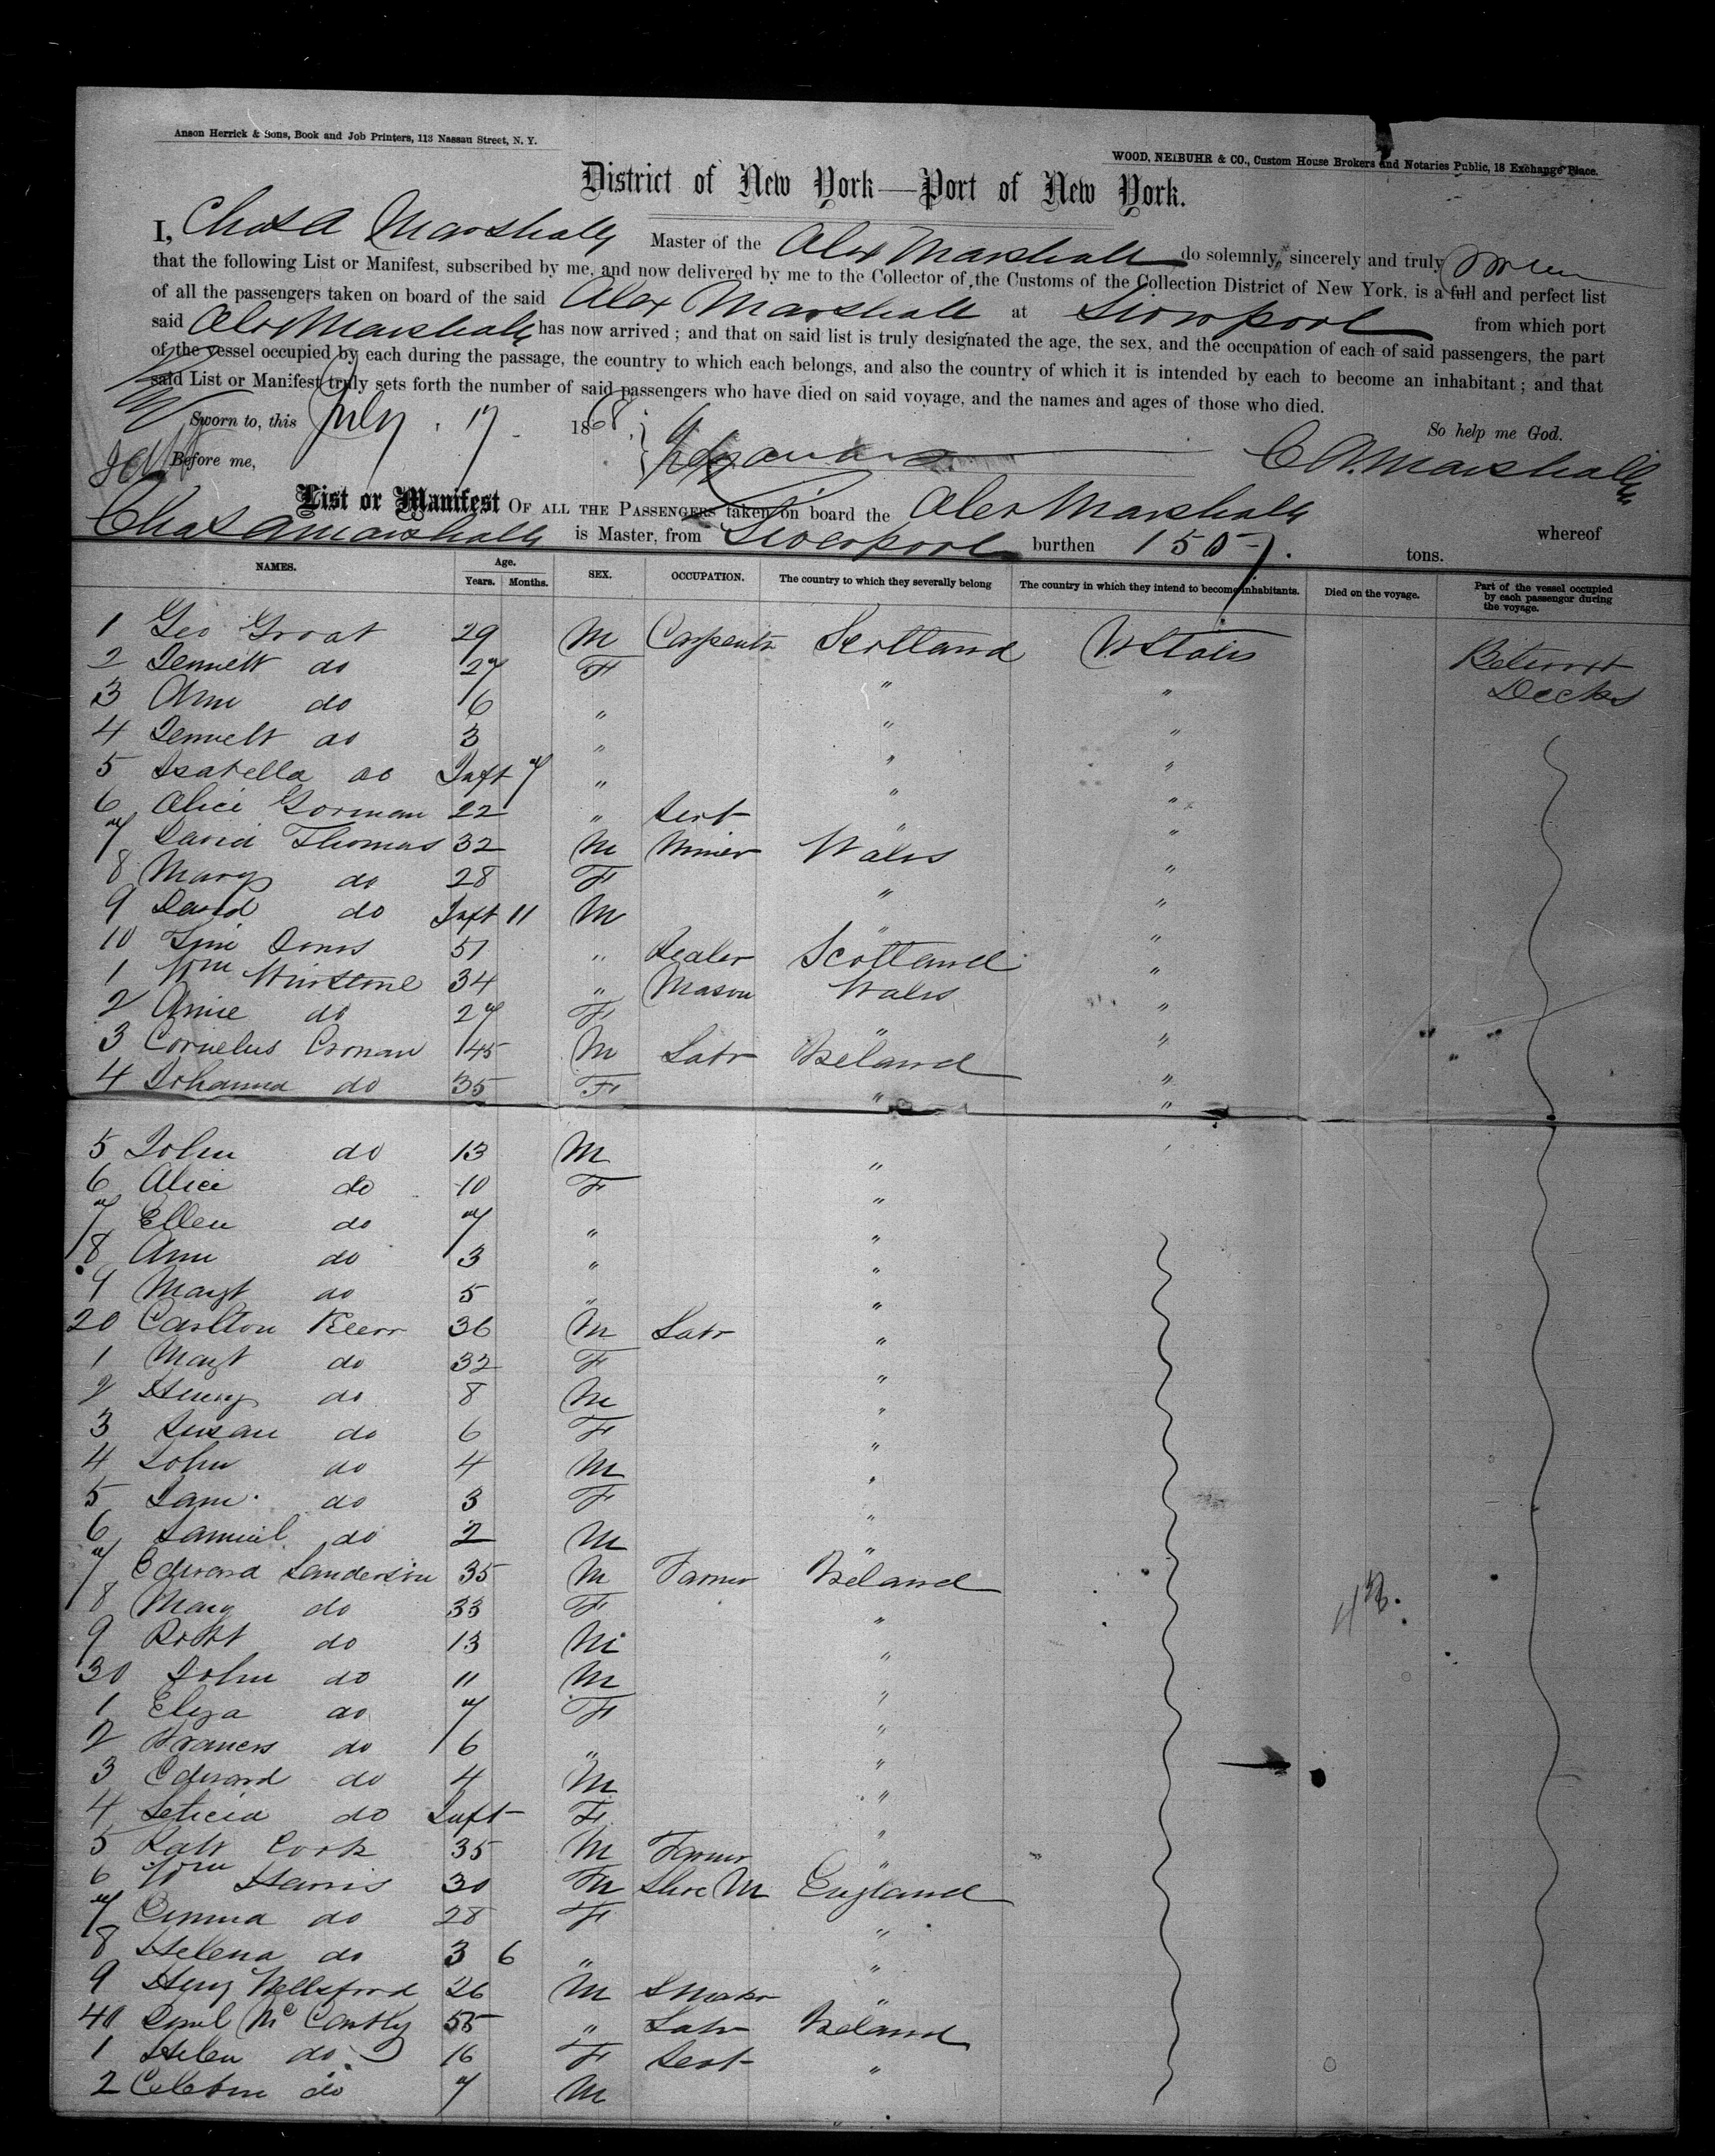 Anson Herrick & Sons, Book and Job Printers, 113 Nassau Street, N. Y.
WOOD, NEIBUHR & CO., Custom House Brokers and Notaries Public, 18 Exchange Place.
District of New York—Port of New York.
I, Chas A Marshall Master of the Alex Marshall do solemnly, sincerely and truly
that the following List or Manifest, subscribed by me, and now delivered by me to the Collector of the Customs of the Collection District of New York, is a full and perfect list
of all the passengers taken on board of the said Alex Marshall at Liverpool from which port
said Alex Marshall has now arrived ; and that on said list is truly designated the age, the sex, and the occupation of each of said passengers, the part
of the vessel occupied by each during the passage, the country to which each belongs, and also the country of which it is intended by each to become an inhabitant ; and that
said List or Manifest truly sets forth the number of said passengers who have died on said voyage, and the names and ages of those who died.
Sworn to, this July 17 1868, So help me God.
Before me, C A. Marshall
List or Manifest OF ALL THE PASSENGERS taken on board the Alex Marshall whereof
Chas A Marshall is Master, from Liverpool burthen 1507. tons.
NAMES. Age. Years. Months. SEX. OCCUPATION. The country to which they severally belong The country in which they intend to become inhabitants. Died on the voyage. Part of the vessel occupied by each passenger during the voyage.
1 Geo Groat 29 M Carpentr Scotland U States Betwixt
2 Jennett do 27 F " " Decks
3 Ann do 6 " " "
4 Jennett do 3 " " "
5 Isabella do Inft 7 " " "
6 Alice Gorman 22 " Servt " "
7 David Thomas 32 M Miner Wales "
8 Mary do 28 F " "
9 David do Inft 11 M " "
10 Jones 51 " Dealer Scotland "
1 Wm Winstone 34 " Mason Wales "
2 Annie do 27 F " "
3 Cornelius Cronan 45 M Labr Ireland "
4 Johanna do 35 F " "
5 John do 13 M "
6 Alice do 10 F "
7 Ellen do 7 " "
8 Ann do 3 " "
9 Margt do 5 " "
20 Carlton Kerr 36 M Labr "
1 Margt do 32 F "
2 Henry do 8 M "
3 Susan do 6 F "
4 John do 4 M "
5 Jane do 3 F "
6 Samuel do 2 M "
7 Edward Sanderson 35 M Farmer Ireland
8 Mary do 33 F "
9 Robt do 13 M "
30 John do 11 M "
1 Eliza do 7 F "
2 Frances do 6 " "
3 Edward do 4 M "
4 Leticia do Inft F "
5 Patk Cork 35 M Farmer "
6 Wm Harris 30 M Shoe M England
7 Emma do 28 F "
8 Helena do 3 6 " "
9 Heny Wellsford 26 M "
40 Danl McCarthy 55 " Labr Ireland
1 Helen do 16 F Servt "
2 do 7 M